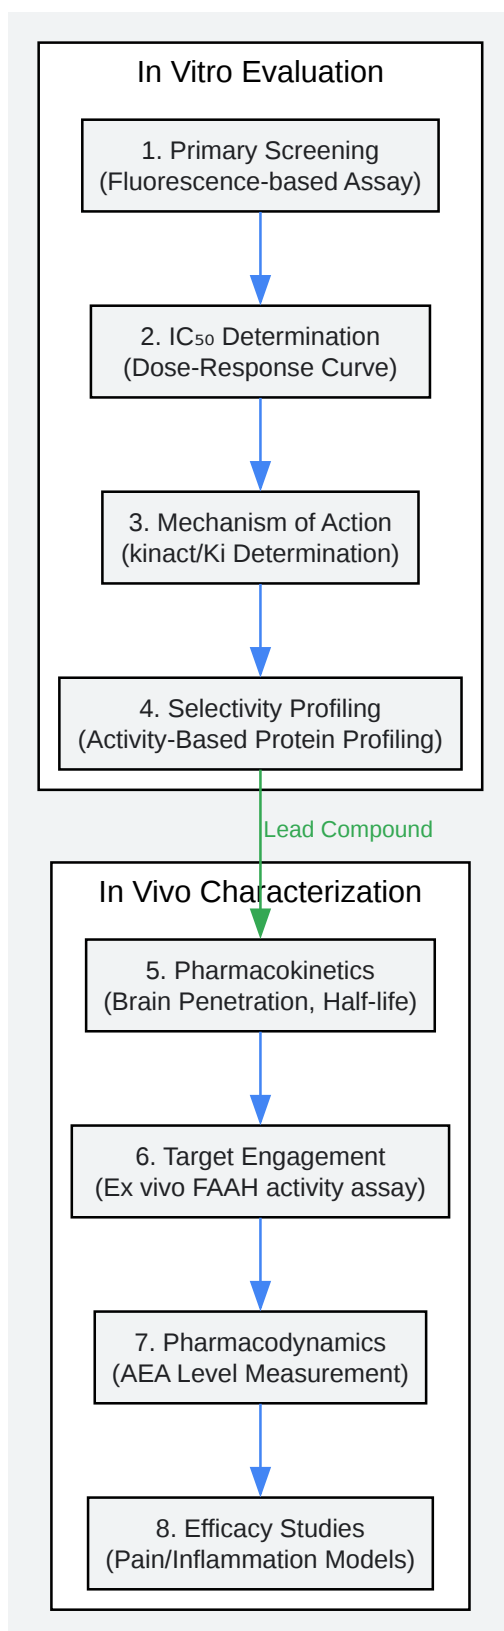 In Vitro Evaluation
1. Primary Screening
(Fluorescence-based Assay)
2. IC₅₀ Determination
(Dose-Response Curve)
3. Mechanism of Action
(kinact/Ki Determination)
4. Selectivity Profiling
(Activity-Based Protein Profiling)
Lead Compound
In Vivo Characterization
5. Pharmacokinetics
(Brain Penetration, Half-life)
6. Target Engagement
(Ex vivo FAAH activity assay)
7. Pharmacodynamics
(AEA Level Measurement)
8. Efficacy Studies
(Pain/Inflammation Models)